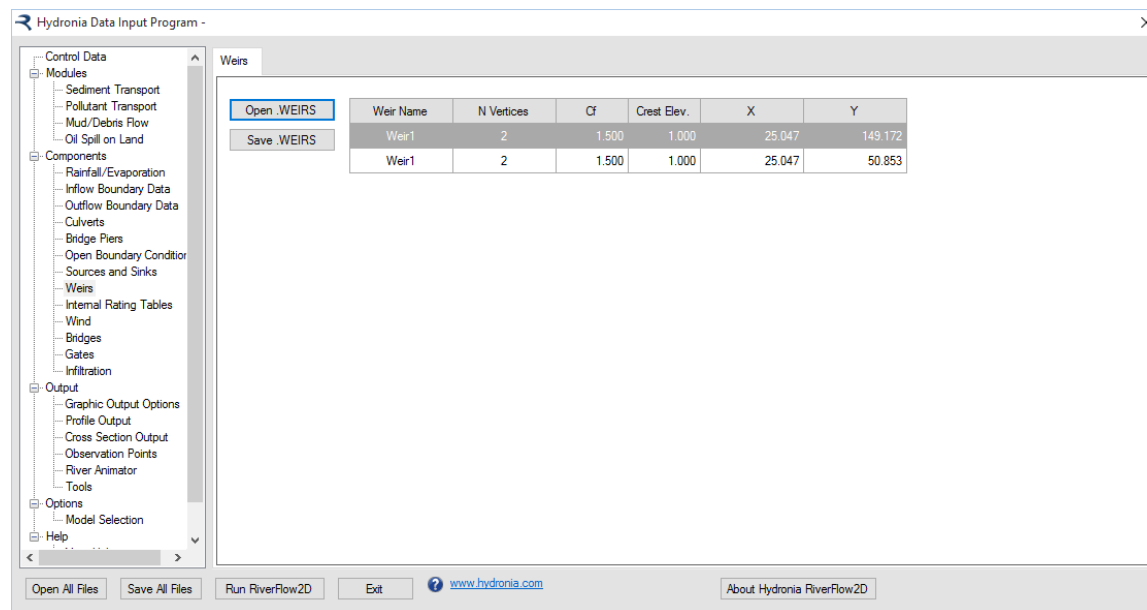 Hydronia Data Input Program -
Control Data
Modules
Sediment Transport
Pollutant Transport
Mud/Debris Flow
Oil Spill on Land
Components
Rainfall/Evaporation
Inflow Boundary Data
Outflow Boundary Data
Culverts
Bridge Piers
Open Boundary Condition
Sources and Sinks
Weirs
Internal Rating Tables
Wind
Bridges
Gates
Infiltration
Output
Graphic Output Options
Profile Output
Cross Section Output
Observation Points
River Animator
Tools
Options
Model Selection
Help
Weirs
Open .WEIRS
Save .WEIRS
Weir Name N Vertices Cf Crest Elev. X Y
Weir1 2 1.500 1.000 25.047 149.172
Weir1 2 1.500 1.000 25.047 50.853
Open All Files Save All Files Run RiverFlow2D Exit ? www.hydronia.com About Hydronia RiverFlow2D